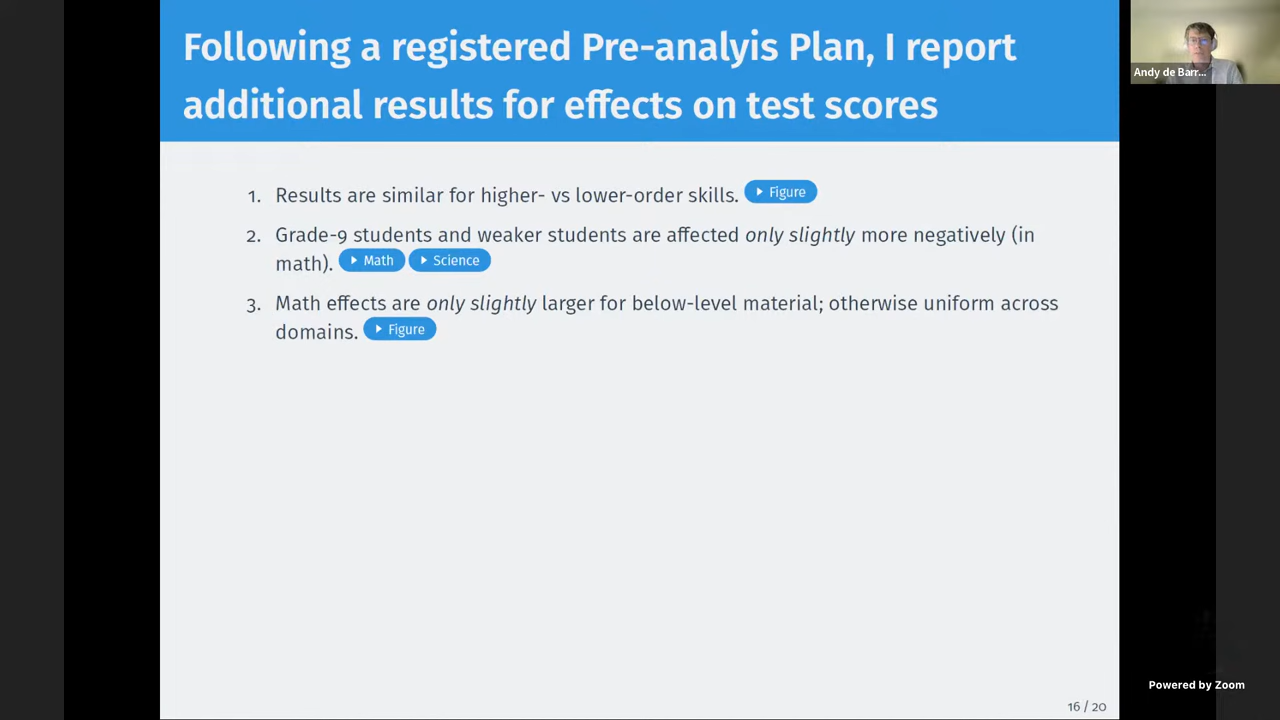 Following a registered Pre-analyis Plan, I report
additional results for effects on test scores
Andy de Barr...
1. Results are similar for higher- vs lower-order skills. Figure
2. Grade-9 students and weaker students are affected only slightly more negatively (in
math). Math Science
3. Math effects are only slightly larger for below-level material; otherwise uniform across
domains. Figure
Powered by Zoom
16 / 20